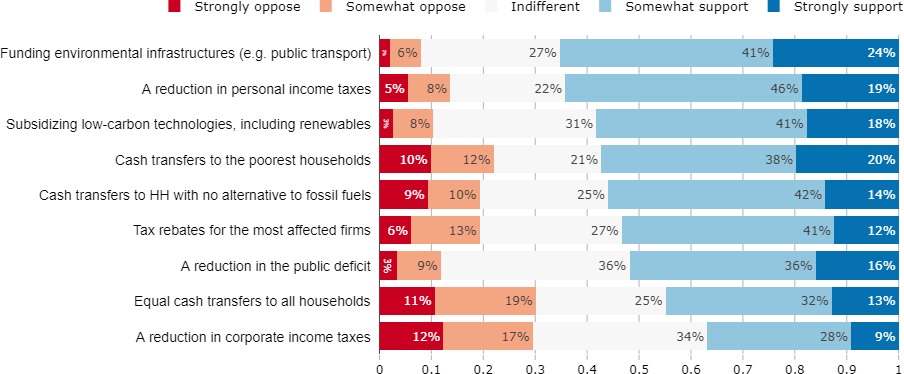 Strongly oppose Somewhat oppose Indifferent Somewhat support Strongly support
Funding environmental infrastructures (e.g. public transport) 6% 27% 41% 24%
A reduction in personal income taxes 5% 8% 22% 46% 19%
Subsidizing low-carbon technologies, including renewables 3% 8% 31% 41% 18%
Cash transfers to the poorest households 10% 12% 21% 38% 20%
Cash transfers to HH with no alternative to fossil fuels 9% 10% 25% 42% 14%
Tax rebates for the most affected firms 6% 13% 27% 41% 12%
A reduction in the public deficit 3% 9% 36% 36% 16%
Equal cash transfers to all households 11% 19% 25% 32% 13%
A reduction in corporate income taxes 12% 17% 34% 28% 9%
0 0.1 0.2 0.3 0.4 0.5 0.6 0.7 0.8 0.9 1